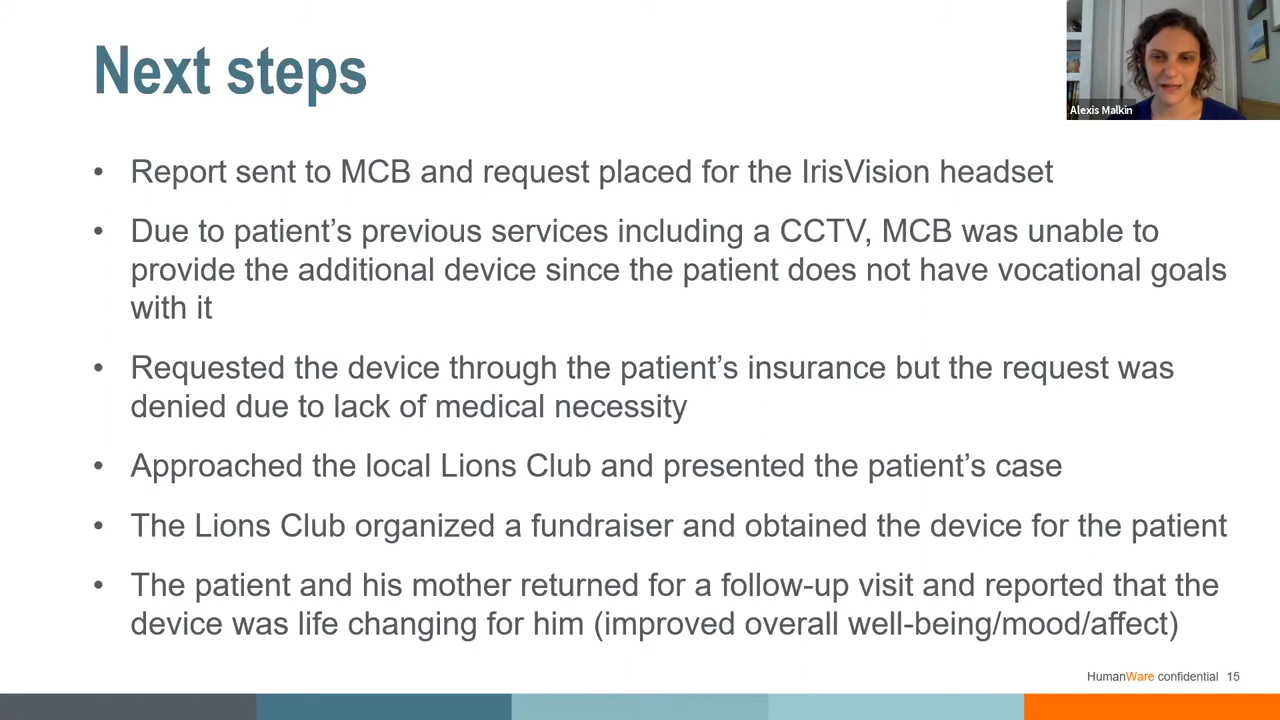 Next steps
Alexis Malkin
• Report sent to MCB and request placed for the IrisVision headset
• Due to patient’s previous services including a CCTV, MCB was unable to
provide the additional device since the patient does not have vocational goals
with it
• Requested the device through the patient’s insurance but the request was
denied due to lack of medical necessity
• Approached the local Lions Club and presented the patient’s case
• The Lions Club organized a fundraiser and obtained the device for the patient
• The patient and his mother returned for a follow-up visit and reported that the
device was life changing for him (improved overall well-being/mood/affect)
HumanWare confidential 15